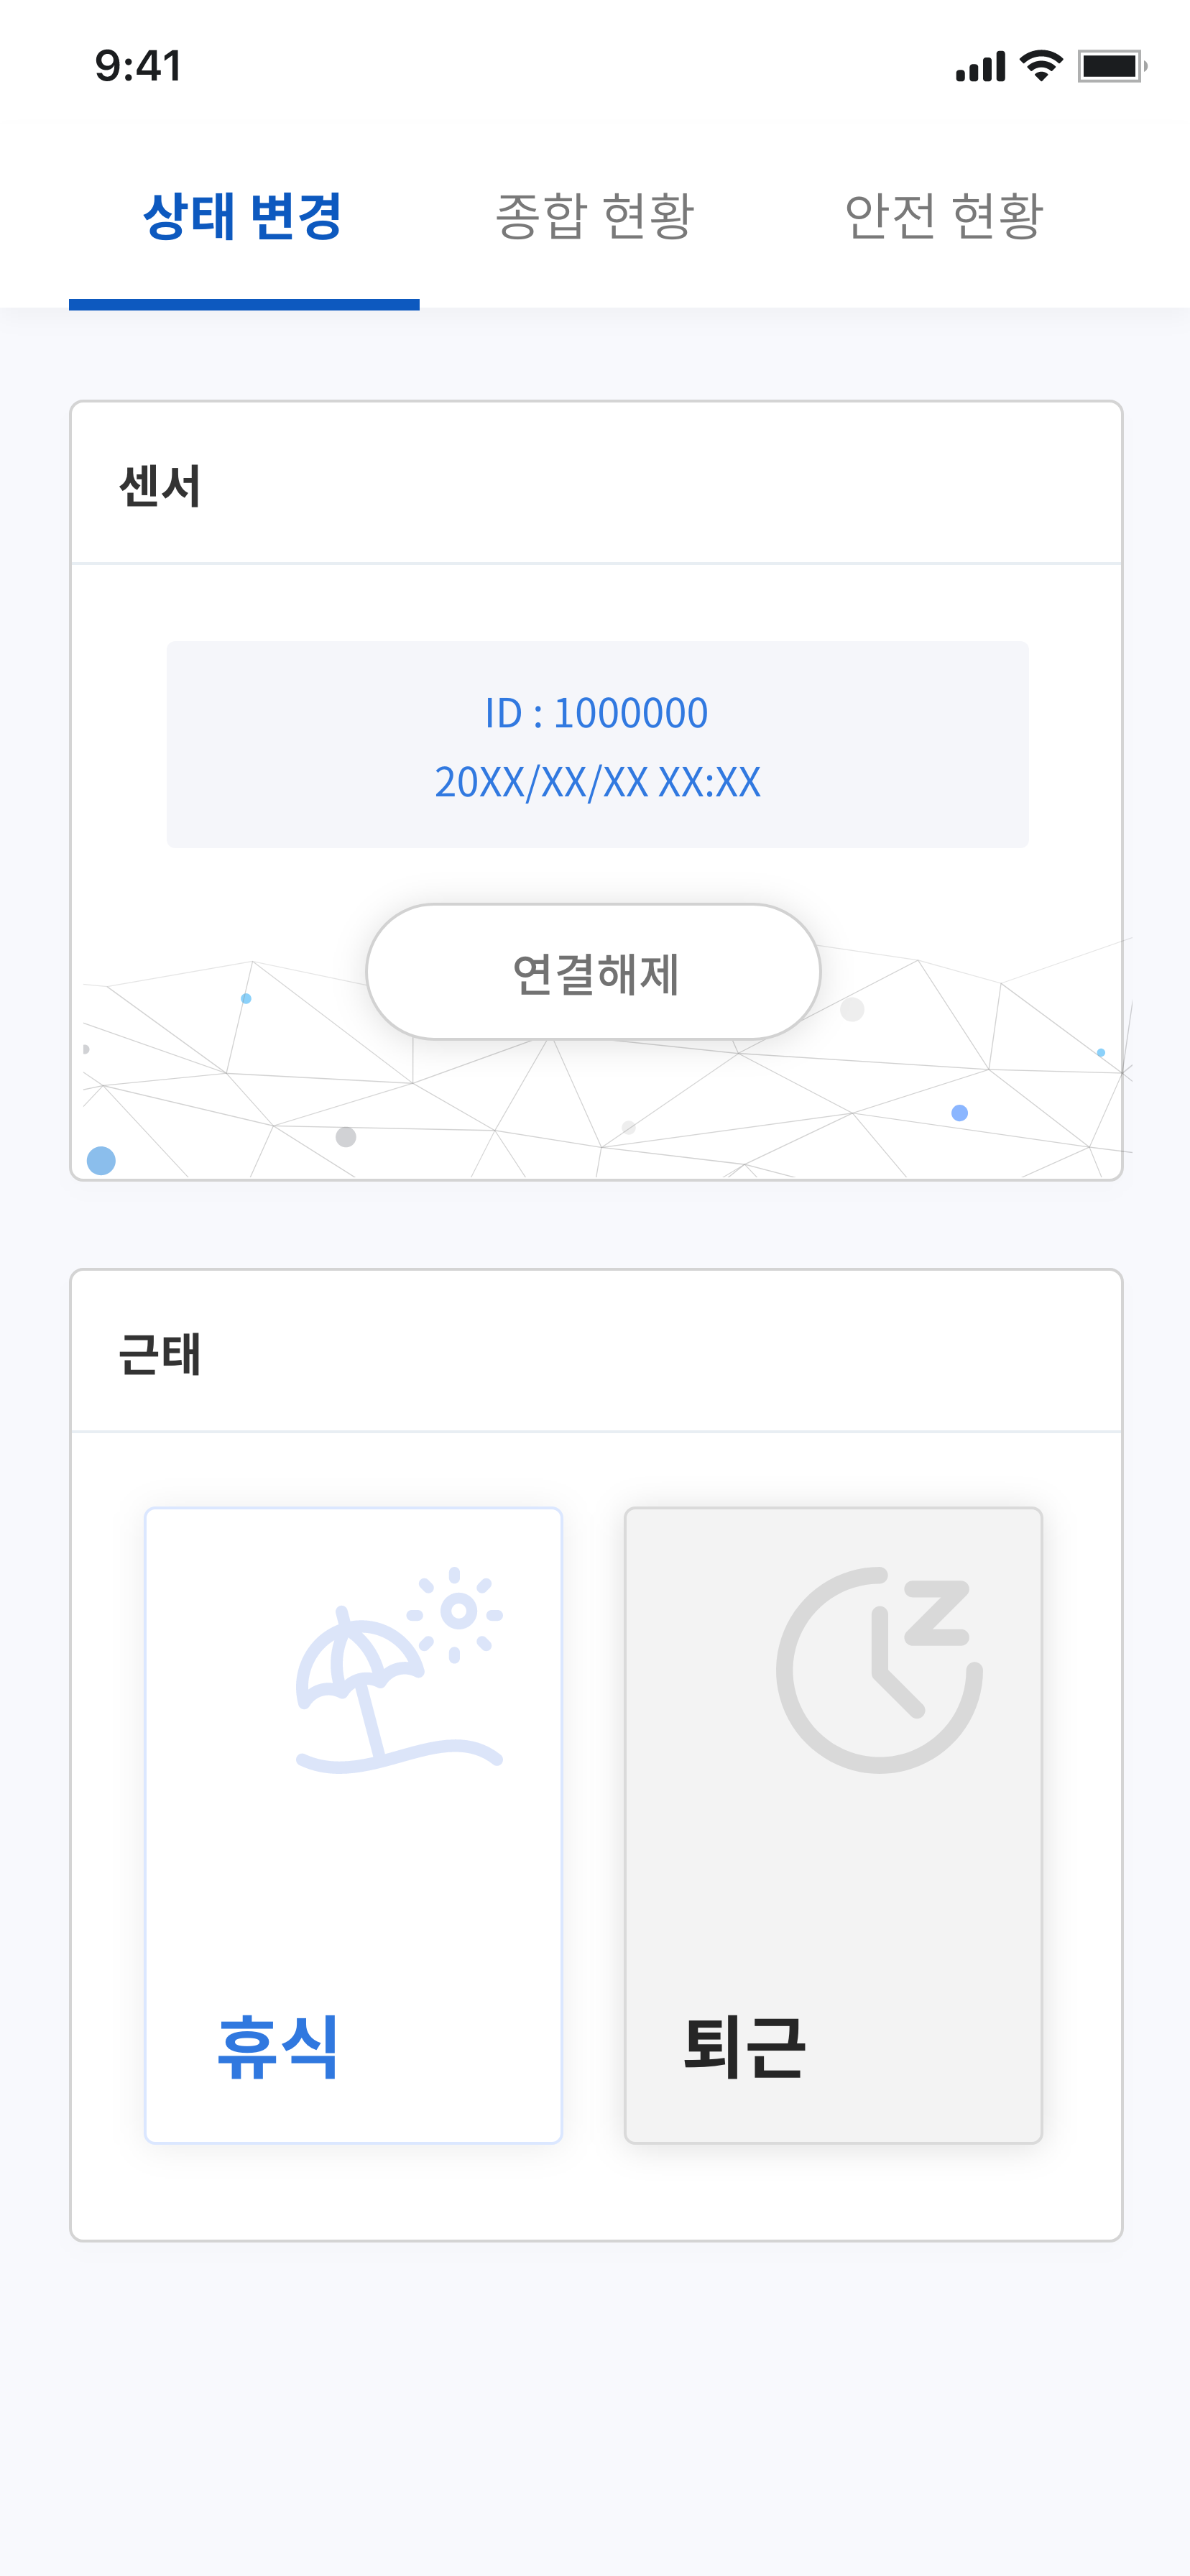 9:41
상태 변경 종합 현황 안전 현황
센서
ID : 1000000
20XX/XX/XX XX:XX
연결해제
근태
휴식 퇴근